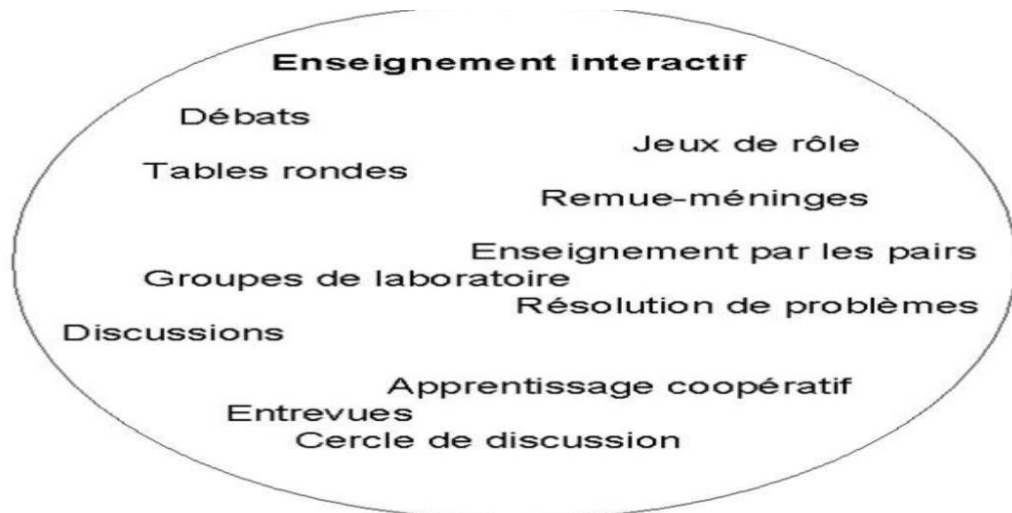 Enseignement interactif
Débats
Jeux de rôle
Tables rondes
Remue-méninges
Enseignement par les pairs
Groupes de laboratoire
Résolution de problèmes
Discussions
Apprentissage coopératif
Entrevues
Cercle de discussion